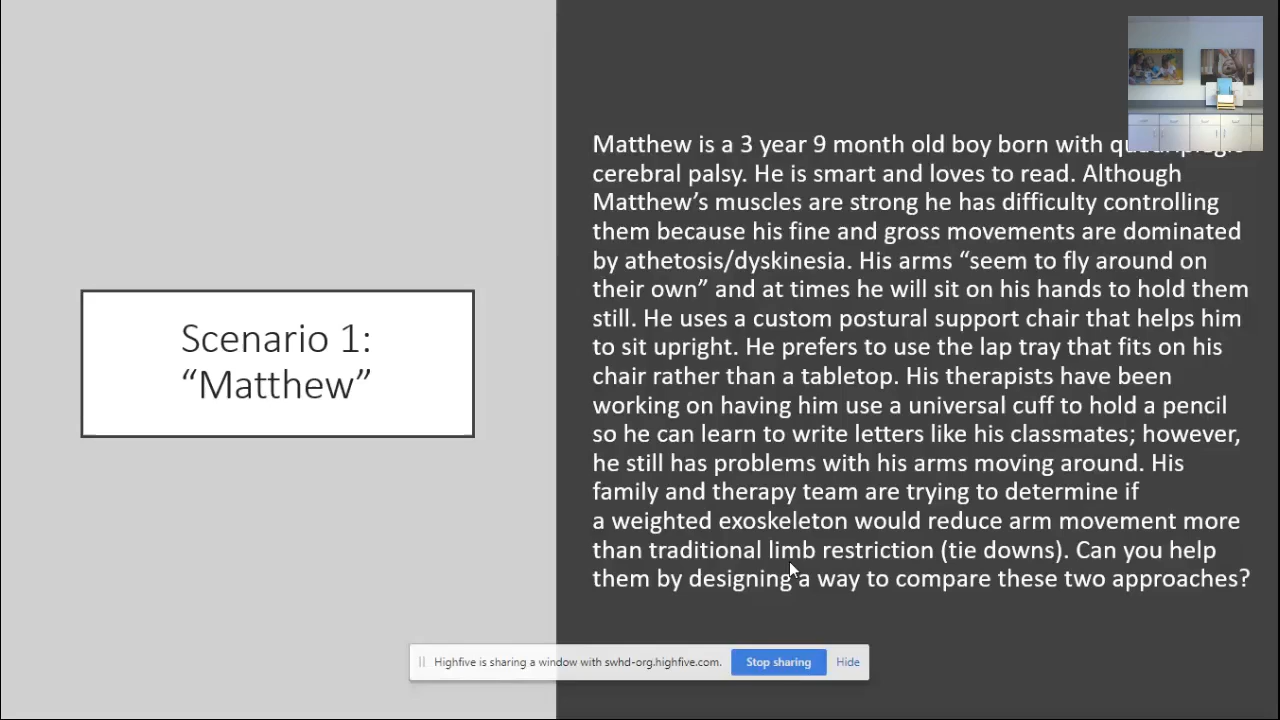 Scenario 1:
“Matthew”
Matthew is a 3 year 9 month old boy born with
cerebral palsy. He is smart and loves to read. Although
Matthew’s muscles are strong he has difficulty controlling
them because his fine and gross movements are dominated
by athetosis/dyskinesia. His arms “seem to fly around on
their own” and at times he will sit on his hands to hold them
still. He uses a custom postural support chair that helps him
to sit upright. He prefers to use the lap tray that fits on his
chair rather than a tabletop. His therapists have been
working on having him use a universal cuff to hold a pencil
so he can learn to write letters like his classmates; however,
he still has problems with his arms moving around. His
family and therapy team are trying to determine if
a weighted exoskeleton would reduce arm movement more
than traditional limb restriction (tie downs). Can you help
them by designing a way to compare these two approaches?
Highfive is sharing a window with swhd-org.highfive.com.
Stop sharing
Hide